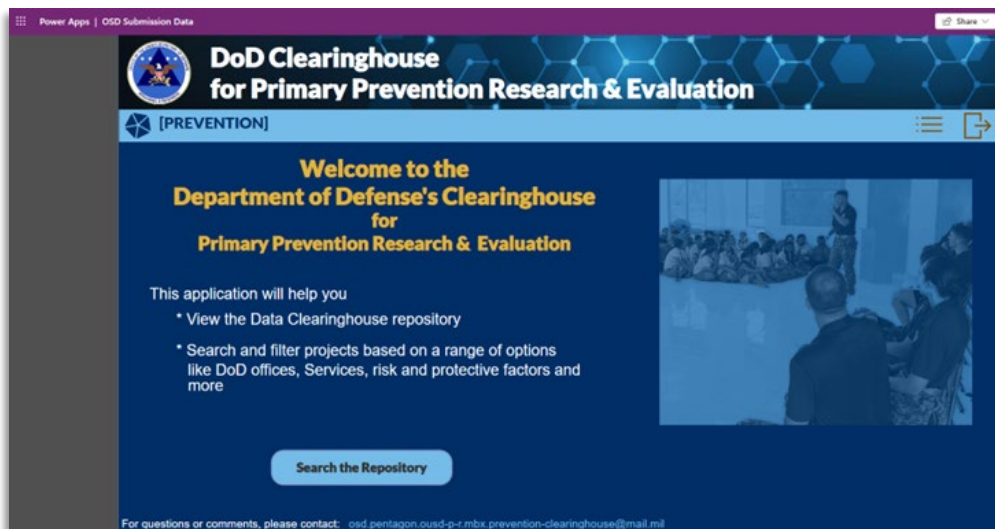 Power Apps | OSD Submission Data
Share
DoD Clearinghouse
for Primary Prevention Research & Evaluation
[PREVENTION]
Welcome to the
Department of Defense's Clearinghouse
for
Primary Prevention Research & Evaluation
This application will help you
* View the Data Clearinghouse repository
* Search and filter projects based on a range of options
like DoD offices, Services, risk and protective factors and
more
Search the Repository
For questions or comments, please contact: osd.pentagon.ousd-p-r.mbx.prevention-clearinghouse@mail.mil